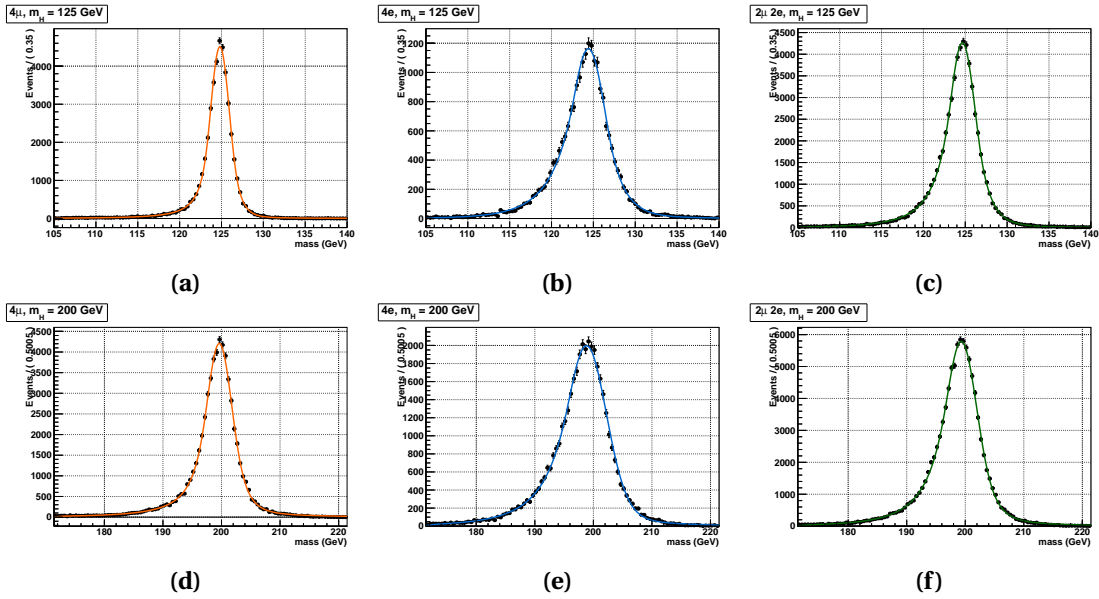 4μ, m_H = 125 GeV
Events / ( 0.35 )
4000
3000
2000
1000
0
105 110 115 120 125 130 135 140
mass (GeV)
(a)
4e, m_H = 125 GeV
Events / ( 0.35 )
1200
1000
800
600
400
200
0
105 110 115 120 125 130 135 140
mass (GeV)
(b)
2μ 2e, m_H = 125 GeV
Events / ( 0.35 )
4500
4000
3500
3000
2500
2000
1500
1000
500
0
105 110 115 120 125 130 135 140
mass (GeV)
(c)
4μ, m_H = 200 GeV
Events / ( 0.5005 )
4500
4000
3500
3000
2500
2000
1500
1000
500
0
180 190 200 210 220
mass (GeV)
(d)
4e, m_H = 200 GeV
Events / ( 0.5005 )
2000
1800
1600
1400
1200
1000
800
600
400
200
0
180 190 200 210 220
mass (GeV)
(e)
2μ 2e, m_H = 200 GeV
Events / ( 0.5005 )
6000
5000
4000
3000
2000
1000
0
180 190 200 210 220
mass (GeV)
(f)